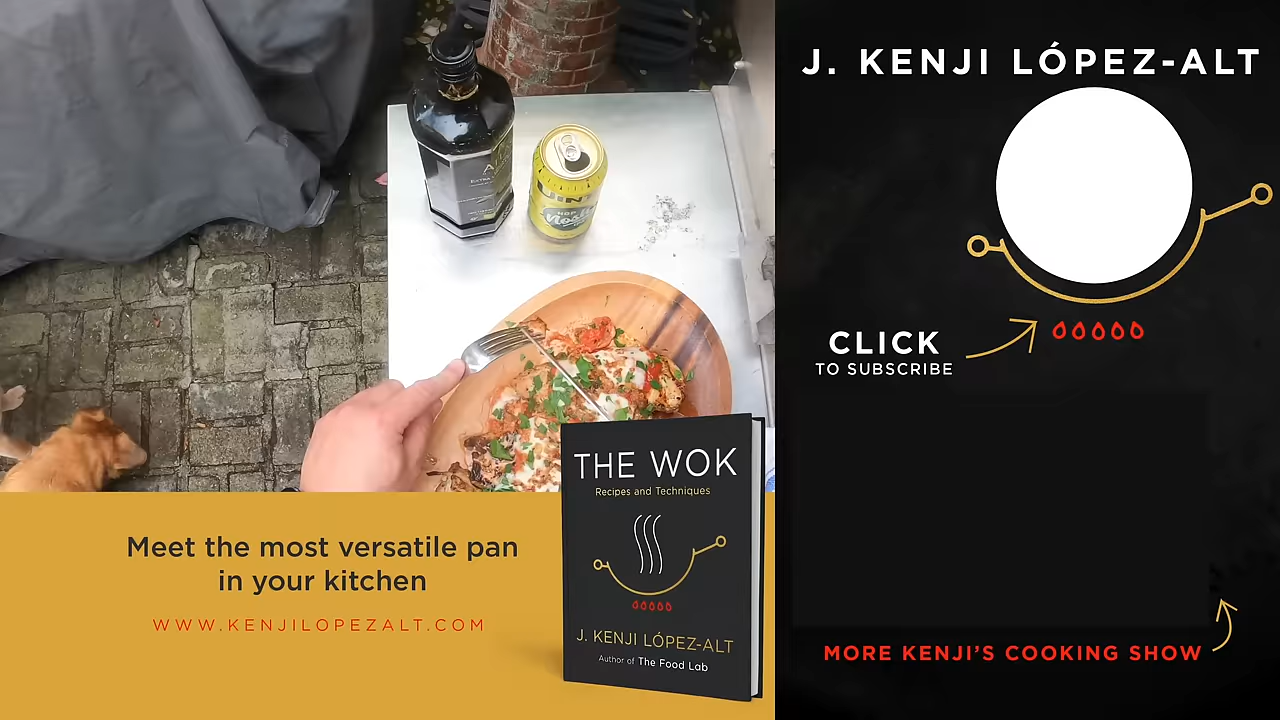 J. KENJI LÓPEZ-ALT
CLICK
TO SUBSCRIBE
MORE KENJI'S COOKING SHOW
THE WOK
Recipes and Techniques
J. KENJI LÓPEZ-ALT
Author of The Food Lab
Meet the most versatile pan
in your kitchen
WWW.KENJILOPEZALT.COM